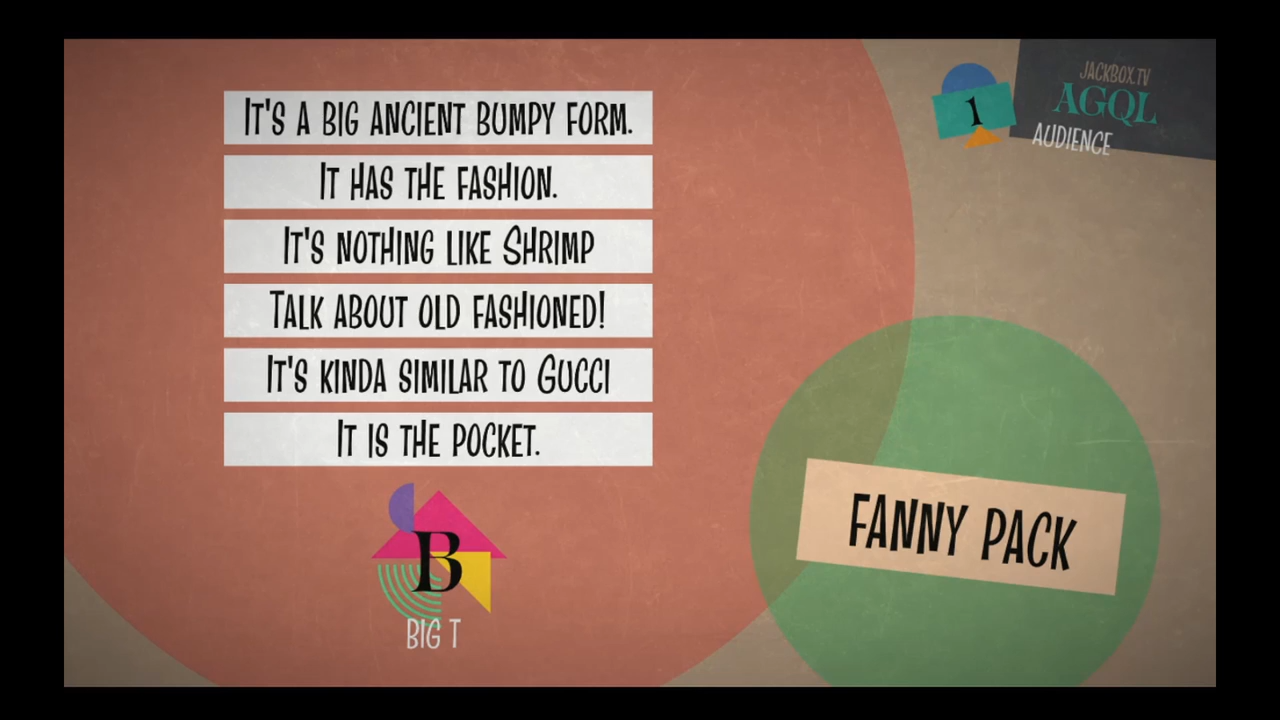 It's a big ancient bumpy form.
It has the fashion.
It's nothing like Shrimp
Talk about old fashioned!
It's kinda similar to Gucci
It is the pocket.
B
BIG T
1
JACKBOX.TV
AGQL
AUDIENCE
FANNY PACK